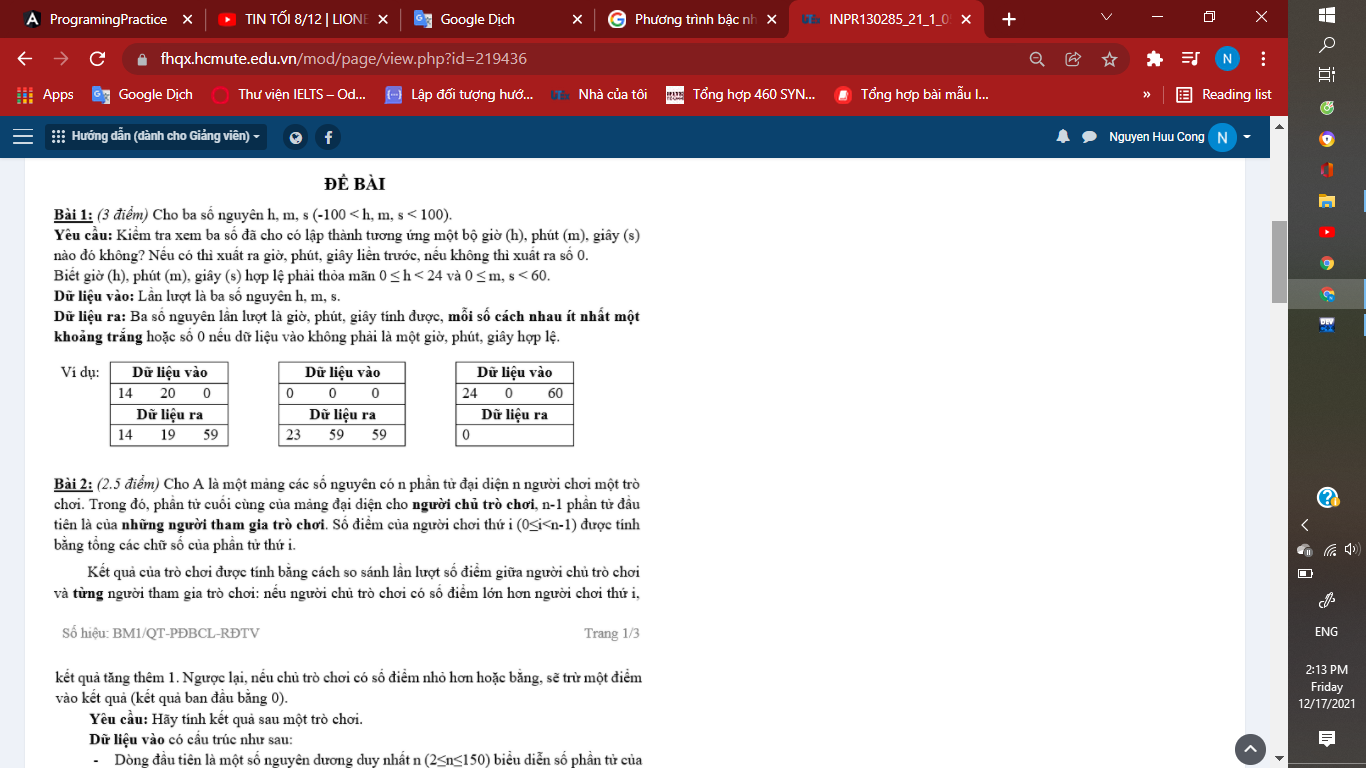 ProgramingPractice
TIN TỐI 8/12 | LIONE
Google Dịch
Phương trình bậc nh
INPR130285_21_1_0
fhqx.hcmute.edu.vn/mod/page/view.php?id=219436
N
Apps
Google Dịch
Thư viện IELTS – Od...
Lập đối tượng hướ...
Nhà của tôi
Tổng hợp 460 SYN...
Tổng hợp bài mẫu I...
»
Reading list
Hướng dẫn (dành cho Giảng viên)
Nguyen Huu Cong
N
ĐỀ BÀI
Bài 1: (3 điểm) Cho ba số nguyên h, m, s (-100 < h, m, s < 100).
Yêu cầu: Kiểm tra xem ba số đã cho có lập thành tương ứng một bộ giờ (h), phút (m), giây (s)
nào đó không? Nếu có thì xuất ra giờ, phút, giây liền trước, nếu không thì xuất ra số 0.
Biết giờ (h), phút (m), giây (s) hợp lệ phải thỏa mãn 0 ≤ h < 24 và 0 ≤ m, s < 60.
Dữ liệu vào: Lần lượt là ba số nguyên h, m, s.
Dữ liệu ra: Ba số nguyên lần lượt là giờ, phút, giây tính được, mỗi số cách nhau ít nhất một
khoảng trắng hoặc số 0 nếu dữ liệu vào không phải là một giờ, phút, giây hợp lệ.
Ví dụ:
Dữ liệu vào
14 20 0
Dữ liệu ra
14 19 59
Dữ liệu vào
0 0 0
Dữ liệu ra
23 59 59
Dữ liệu vào
24 0 60
Dữ liệu ra
0
Bài 2: (2.5 điểm) Cho A là một mảng các số nguyên có n phần tử đại diện n người chơi một trò
chơi. Trong đó, phần tử cuối cùng của mảng đại diện cho người chủ trò chơi, n-1 phần tử đầu
tiên là của những người tham gia trò chơi. Số điểm của người chơi thứ i (0≤i<n-1) được tính
bằng tổng các chữ số của phần tử thứ i.
Kết quả của trò chơi được tính bằng cách so sánh lần lượt số điểm giữa người chủ trò chơi
và từng người tham gia trò chơi: nếu người chủ trò chơi có số điểm lớn hơn người chơi thứ i,
Số hiệu: BM1/QT-PĐBCL-RĐTV
Trang 1/3
kết quả tăng thêm 1. Ngược lại, nếu chủ trò chơi có số điểm nhỏ hơn hoặc bằng, sẽ trừ một điểm
vào kết quả (kết quả ban đầu bằng 0).
Yêu cầu: Hãy tính kết quả sau một trò chơi.
Dữ liệu vào có cấu trúc như sau:
- Dòng đầu tiên là một số nguyên dương duy nhất n (2≤n≤150) biểu diễn số phần tử của
ENG
2:13 PM
Friday
12/17/2021